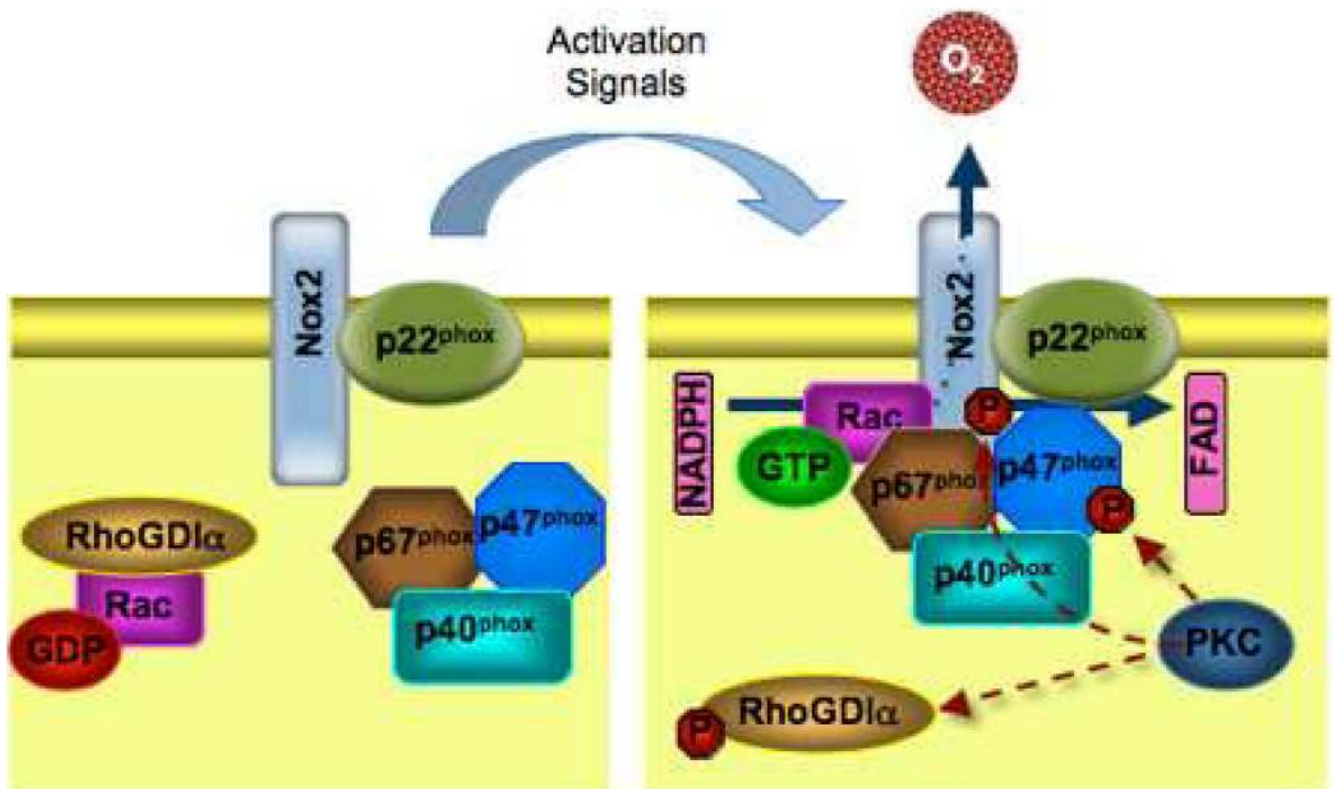 Activation
Signals
O2
Nox2
p22phox
RhoGDIα
Rac
GDP
p67phox
p47phox
p40phox
Nox2
p22phox
NADPH
Rac
P
FAD
GTP
p67phox
p47phox
P
p40phox
PKC
P
RhoGDIα